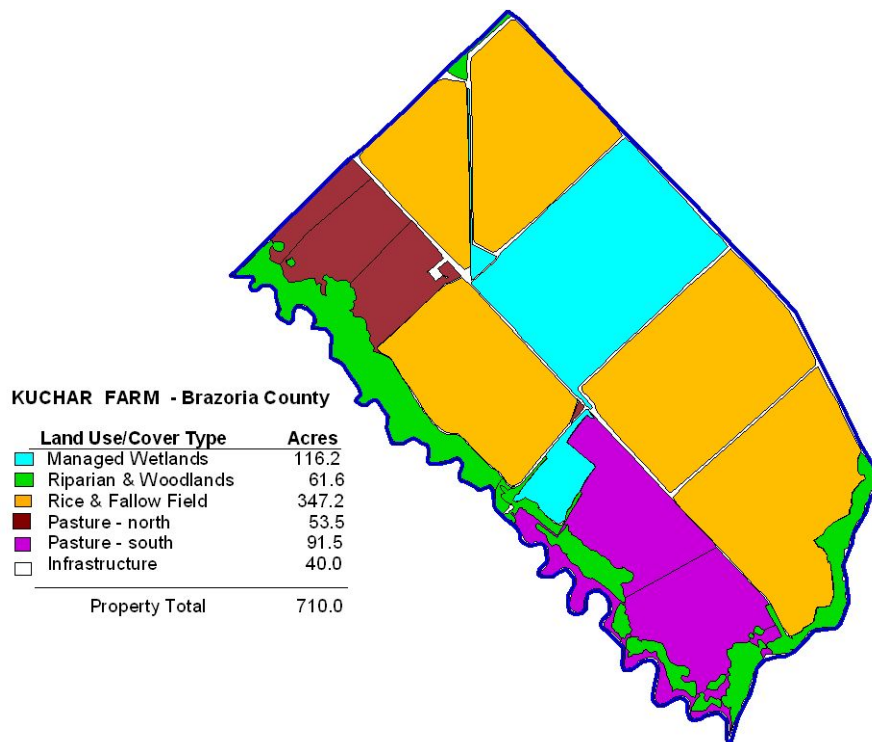 KUCHAR FARM - Brazoria County
Land Use/Cover Type Acres
Managed Wetlands 116.2
Riparian & Woodlands 61.6
Rice & Fallow Field 347.2
Pasture - north 53.5
Pasture - south 91.5
Infrastructure 40.0
Property Total 710.0